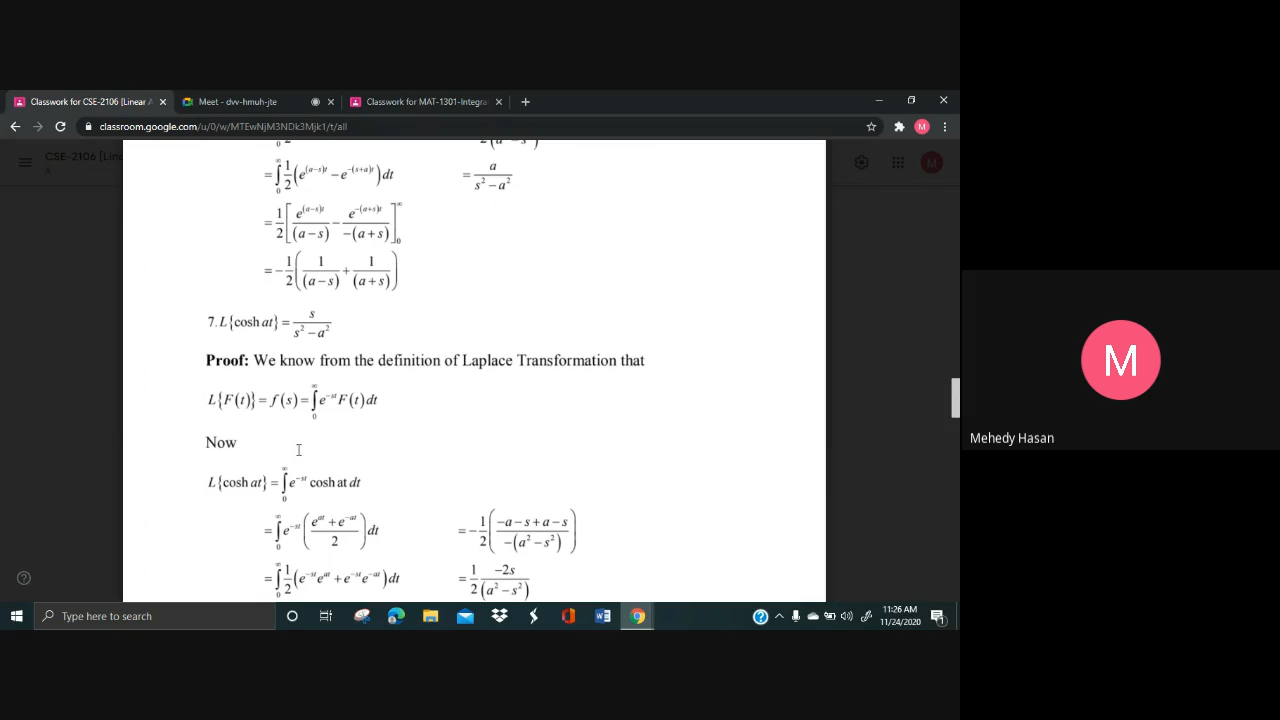 Classwork for CSE-2106 [Linear A
Meet - dvv-hmuh-jte
Classwork for MAT-1301-Integra
classroom.google.com/u/0/w/MTEwNjM3NDk3Mjk1/t/all
M
CSE-2106 [Lin
A
M
= ∫₀^∞ 1/2 (e^{(a−s)t} − e^{−(s+a)t}) dt
= a/(s² − a²)
= 1/2 [e^{(a−s)t}/(a−s) − e^{−(a+s)t}/−(a+s)]₀^∞
= −1/2 (1/(a−s) + 1/(a+s))
7. L{cosh at} = s/(s² − a²)
Proof: We know from the definition of Laplace Transformation that
L{F(t)} = f(s) = ∫₀^∞ e^{−st} F(t) dt
Now
L{cosh at} = ∫₀^∞ e^{−st} cosh at dt
= ∫₀^∞ e^{−st} ((e^{at} + e^{−at})/2) dt
= −1/2 ((−a−s+a−s)/−(a²−s²))
= ∫₀^∞ 1/2 (e^{−st}e^{at} + e^{−st}e^{−at}) dt
= 1/2 −2s/(a²−s²)
M
Mehedy Hasan
Type here to search
11:26 AM
11/24/2020